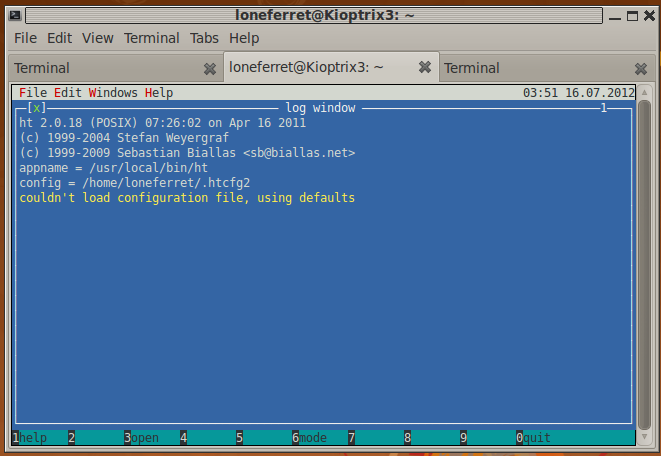 loneferret@Kioptrix3: ~
File Edit View Terminal Tabs Help
Terminal loneferret@Kioptrix3: ~ Terminal
File Edit Windows Help 03:51 16.07.2012
[x] log window 1
ht 2.0.18 (POSIX) 07:26:02 on Apr 16 2011
(c) 1999-2004 Stefan Weyergraf
(c) 1999-2009 Sebastian Biallas <sb@biallas.net>
appname = /usr/local/bin/ht
config = /home/loneferret/.htcfg2
couldn't load configuration file, using defaults
1help 2 3open 4 5 6mode 7 8 9 0quit